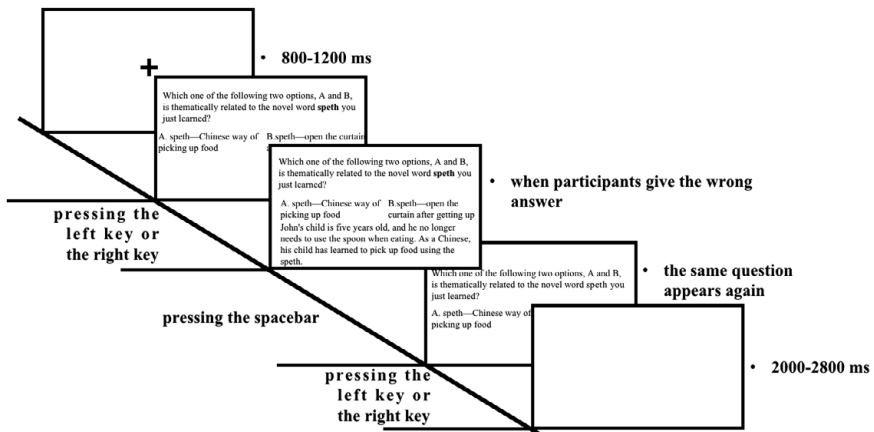 +
• 800-1200 ms
Which one of the following two options, A and B,
is thematically related to the novel word speth you
just learned?
A. speth—Chinese way of B.speth—open the curtain
picking up food
pressing the
left key or
the right key
Which one of the following two options, A and B,
is thematically related to the novel word speth you
just learned?
A. speth—Chinese way of B.speth—open the
picking up food curtain after getting up
John's child is five years old, and he no longer
needs to use the spoon when eating. As a Chinese,
his child has learned to pick up food using the
speth.
• when participants give the wrong
answer
pressing the spacebar
Which one of the following two options, A and B,
is thematically related to the novel word speth you
just learned?
A. speth—Chinese way of
picking up food
• the same question
appears again
pressing the
left key or
the right key
• 2000-2800 ms